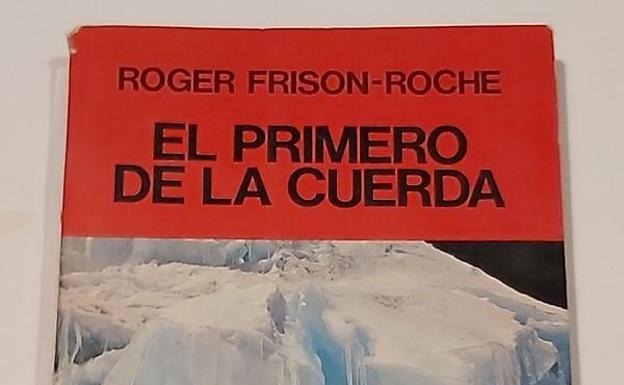 ROGER FRISON-ROCHE
EL PRIMERO
DE LA CUERDA